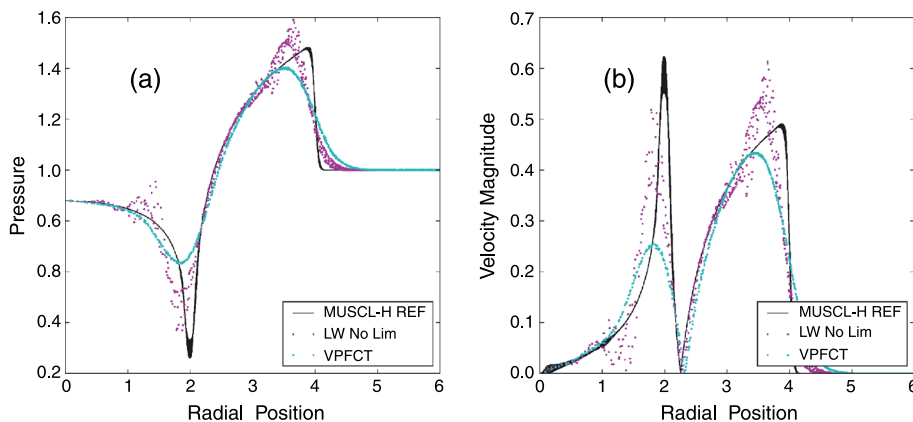 1.6
1.4
1.2
1.0
0.6
0.8
0.4
0.2
0 1 2 3 4 5 6
Pressure
Radial Position
(a)
MUSCL-H REF
LW No Lim
VPFCT
0.7
0.6
0.5
0.4
0.3
0.2
0.1
0.0
0 1 2 3 4 5 6
Velocity Magnitude
Radial Position
(b)
MUSCL-H REF
LW No Lim
VPFCT